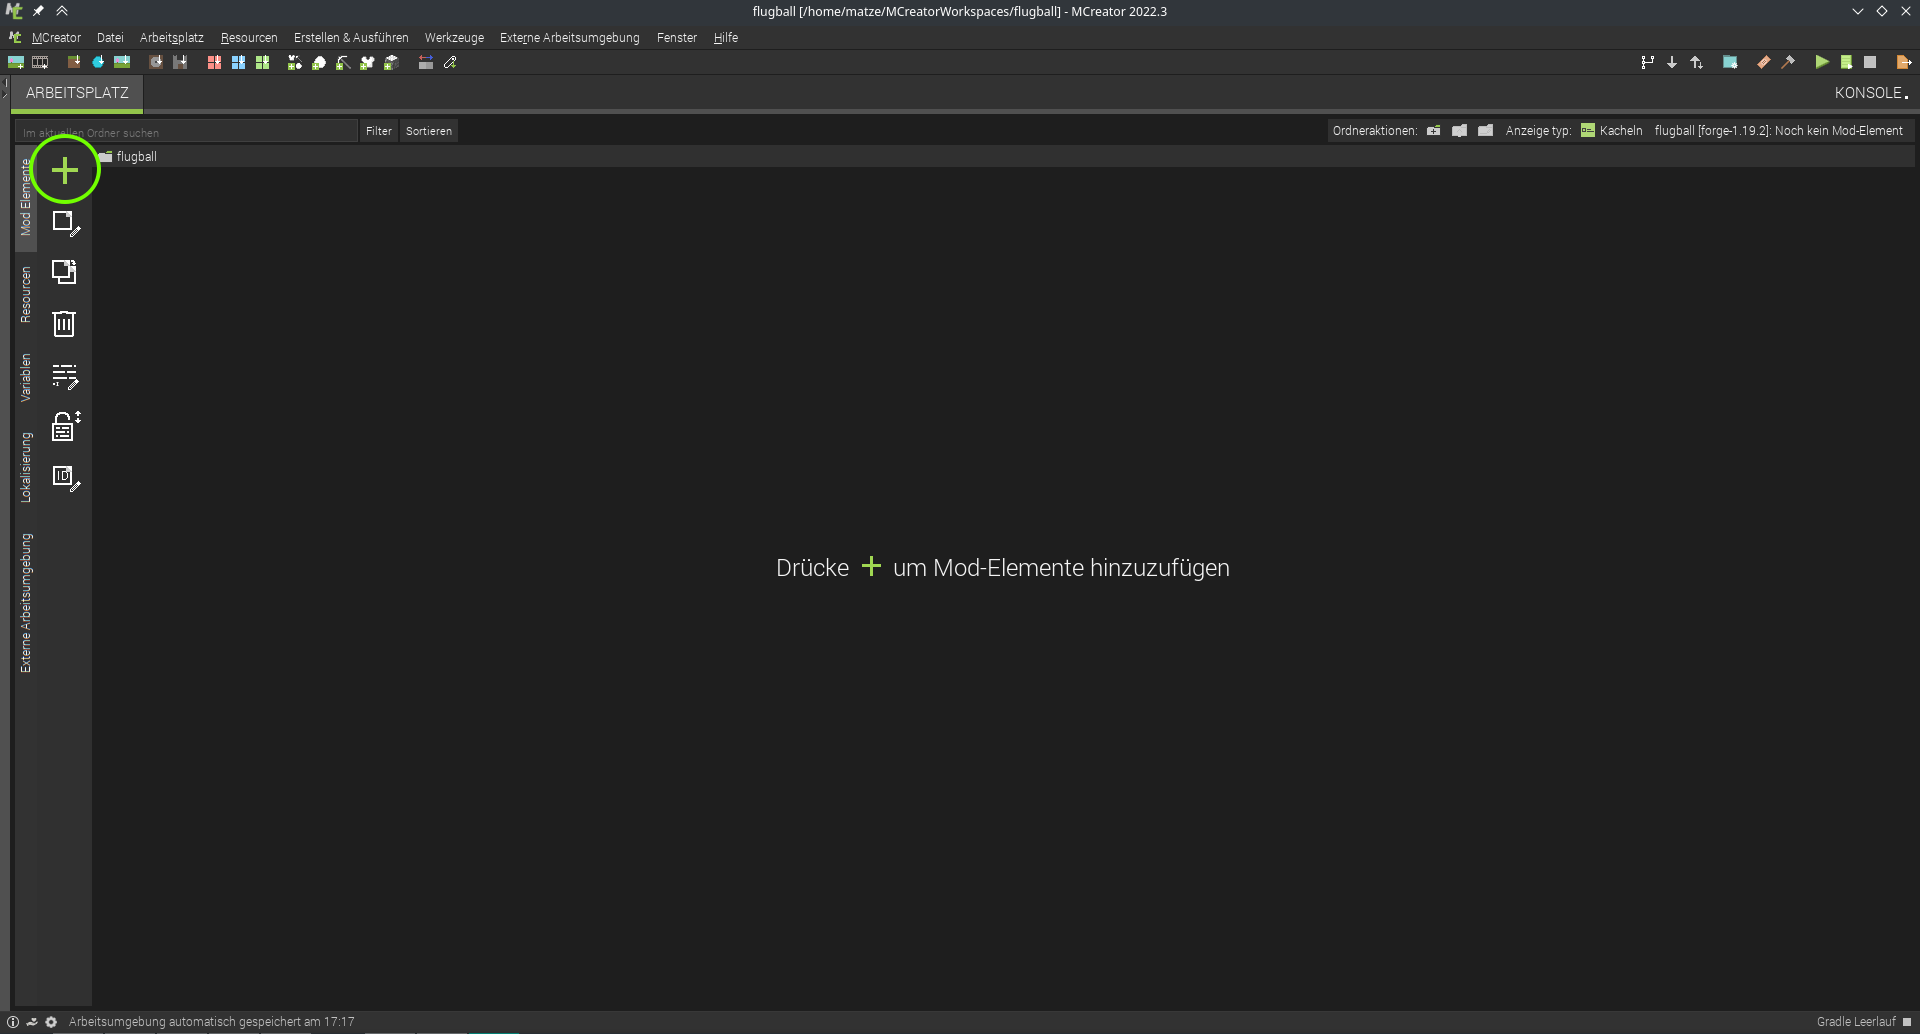 flugball [/home/matze/MCreatorWorkspaces/flugball] - MCreator 2022.3
MCreator Datei Arbeitsplatz Resourcen Erstellen & Ausführen Werkzeuge Externe Arbeitsumgebung Fenster Hilfe
ARBEITSPLATZ
KONSOLE
Im aktuellen Ordner suchen
Filter
Sortieren
Ordneraktionen: Anzeige typ: Kacheln flugball [forge-1.19.2]: Noch kein Mod-Element
flugball
Mod Elemente
Resourcen
Variablen
Lokalisierung
Externe Arbeitsumgebung
ID
Drücke + um Mod-Elemente hinzuzufügen
Arbeitsumgebung automatisch gespeichert am 17:17
Gradle Leerlauf